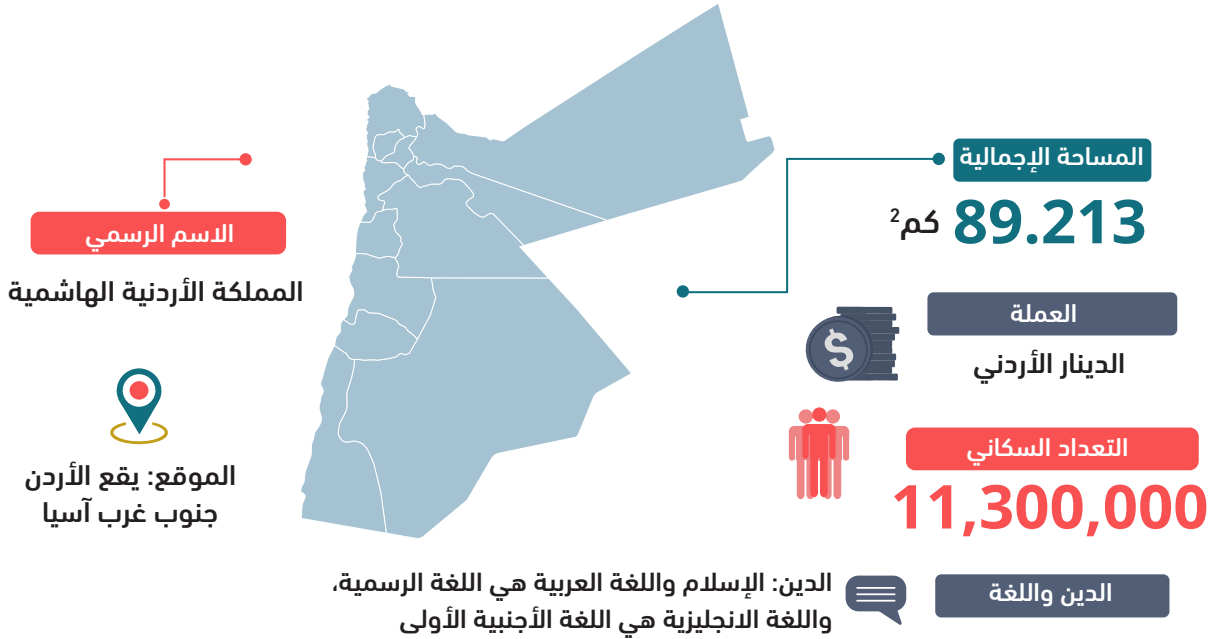 المساحة الإجمالية
89.213 كم²
الاسم الرسمي
المملكة الأردنية الهاشمية
العملة
$
الدينار الأردني
الموقع: يقع الأردن
جنوب غرب آسيا
التعداد السكاني
11,300,000
الدين واللغة
الدين: الإسلام واللغة العربية هي اللغة الرسمية،
واللغة الانجليزية هي اللغة الأجنبية الأولى